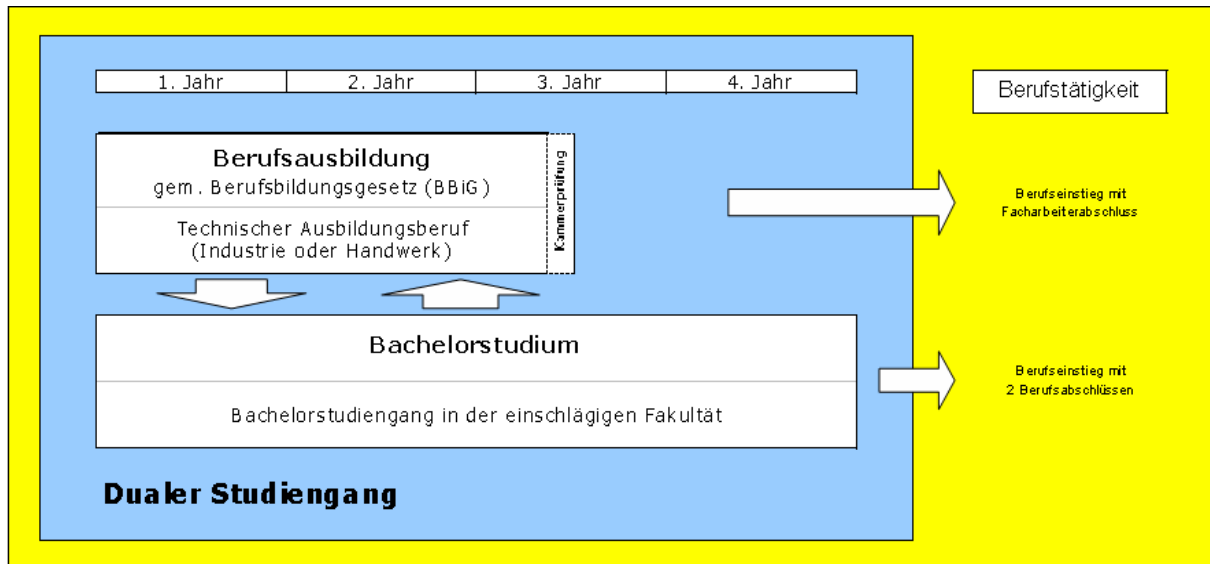 1. Jahr 2. Jahr 3. Jahr 4. Jahr
Berufstätigkeit
Berufsausbildung
gem. Berufsbildungsgesetz (BBiG)
Technischer Ausbildungsberuf
(Industrie oder Handwerk)
Kammerprüfung
Berufseinstieg mit
Facharbeiterabschluss
Bachelorstudium
Bachelorstudiengang in der einschlägigen Fakultät
Berufseinstieg mit
2 Berufsabschlüssen
Dualer Studiengang